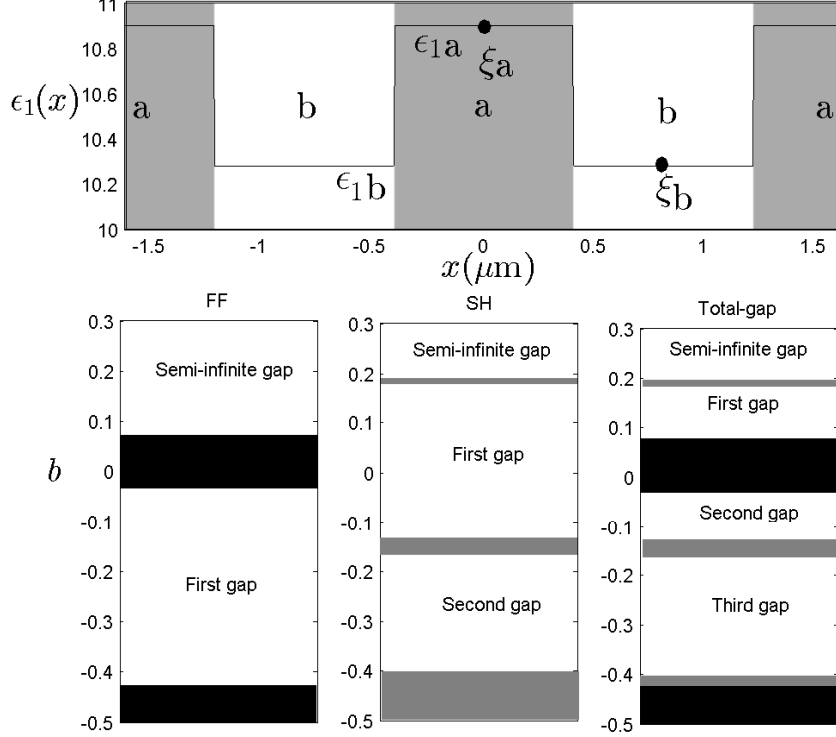 11
10.8
10.6
10.4
10.2
10
ϵ₁(x)
a
b
ϵ₁a
ξa
a
ϵ₁b
b
ξb
a
-1.5
-1
-0.5
0
0.5
1
1.5
x(μm)
FF
0.3
0.2
0.1
0
-0.1
-0.2
-0.3
-0.4
-0.5
b
Semi-infinite gap
First gap
SH
0.3
0.2
0.1
0
-0.1
-0.2
-0.3
-0.4
-0.5
Semi-infinite gap
First gap
Second gap
Total-gap
0.3
0.2
0.1
0
-0.1
-0.2
-0.3
-0.4
-0.5
Semi-infinite gap
First gap
Second gap
Third gap